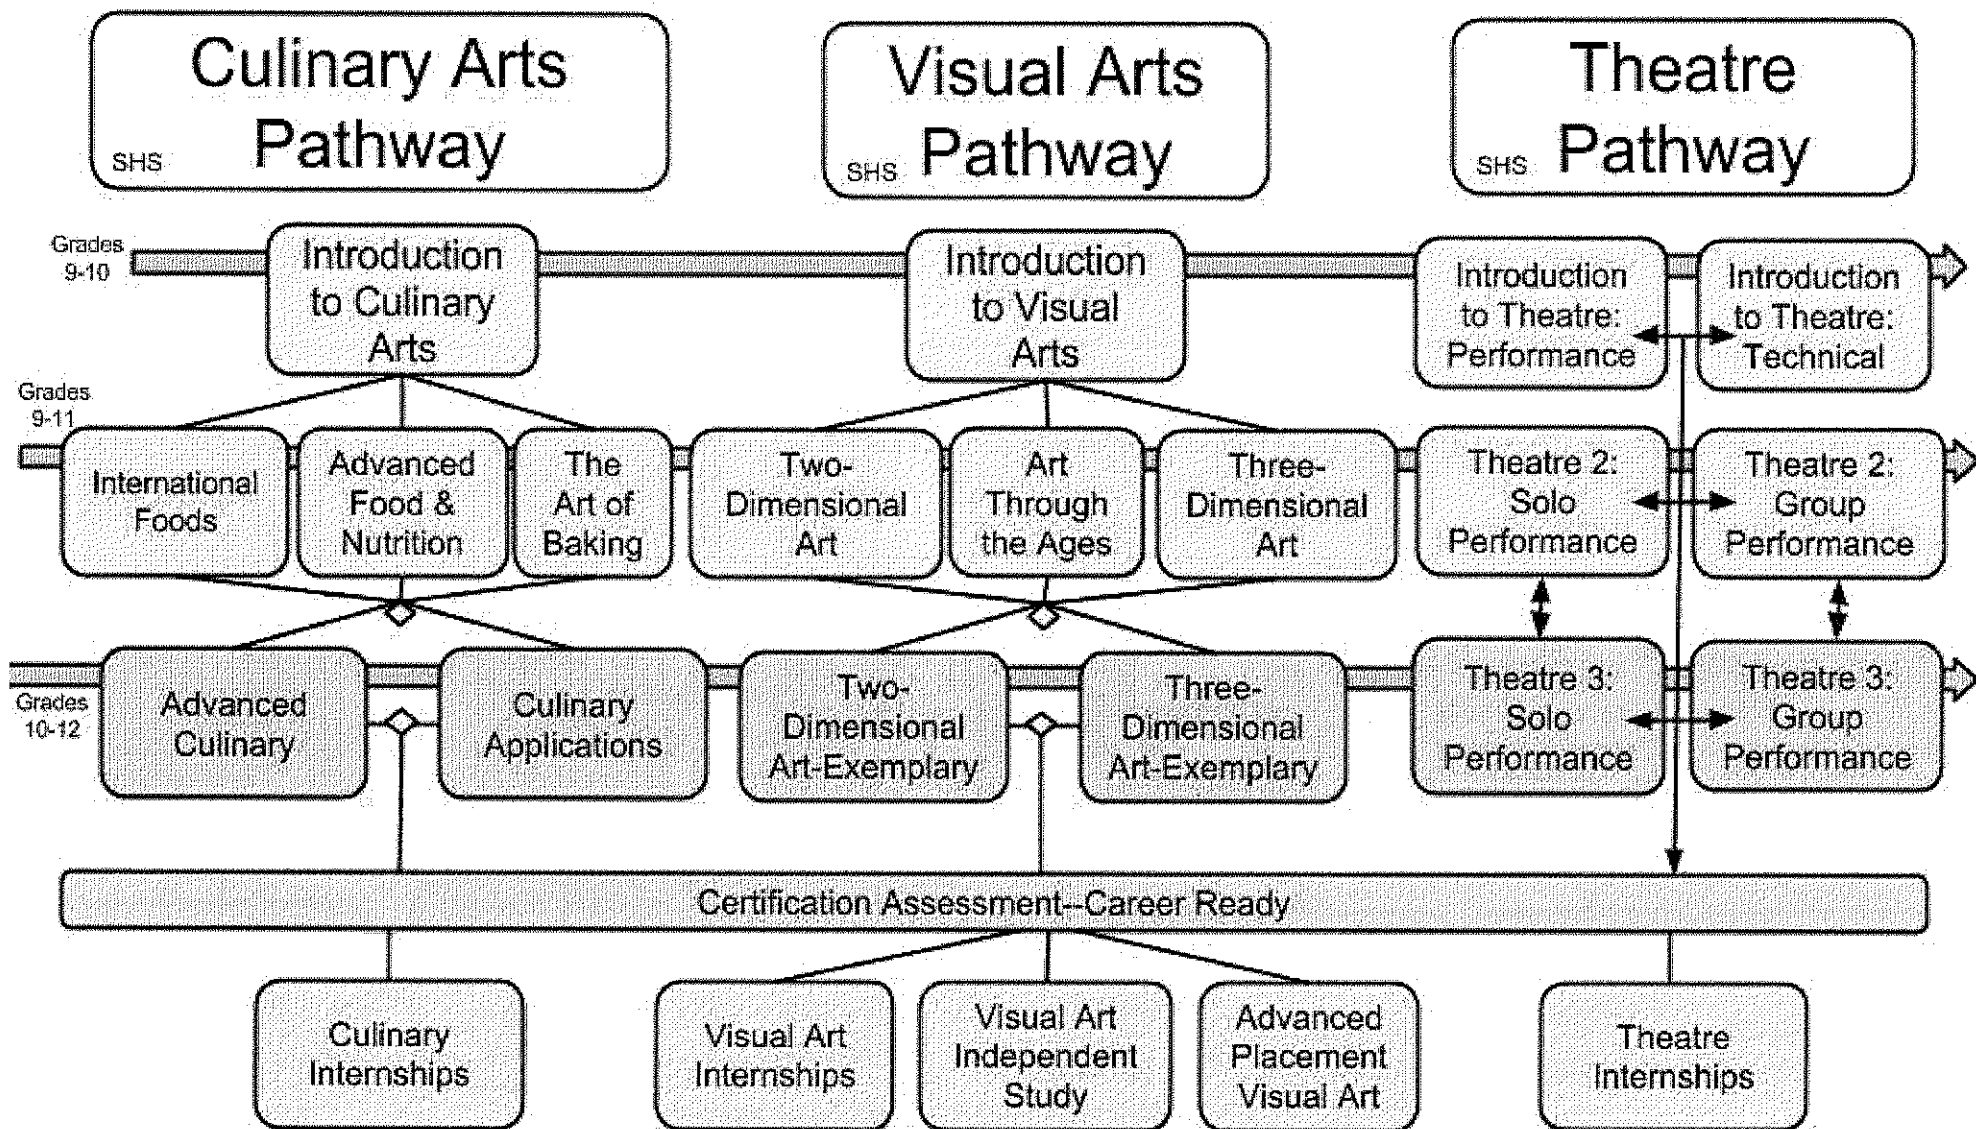 Culinary Arts
Pathway
SHS
Visual Arts
Pathway
SHS
Theatre
Pathway
SHS
Grades
9-10
Introduction
to Culinary
Arts
Introduction
to Visual
Arts
Introduction
to Theatre:
Performance
Introduction
to Theatre:
Technical
Grades
9-11
International
Foods
Advanced
Food &
Nutrition
The
Art of
Baking
Two-
Dimensional
Art
Art
Through
the Ages
Three-
Dimensional
Art
Theatre 2:
Solo
Performance
Theatre 2:
Group
Performance
Grades
10-12
Advanced
Culinary
Culinary
Applications
Two-
Dimensional
Art-Exemplary
Three-
Dimensional
Art-Exemplary
Theatre 3:
Solo
Performance
Theatre 3:
Group
Performance
Certification Assessment--Career Ready
Culinary
Internships
Visual Art
Internships
Visual Art
Independent
Study
Advanced
Placement
Visual Art
Theatre
Internships